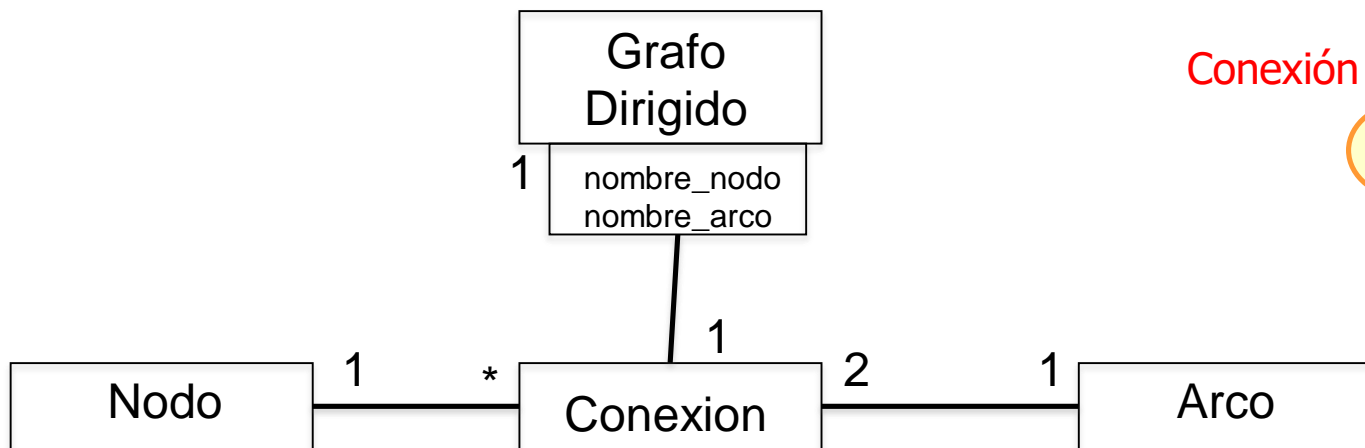 Grafo
Dirigido
Conexión
1
nombre_nodo
nombre_arco
1
1
*
2
1
Nodo
Conexion
Arco